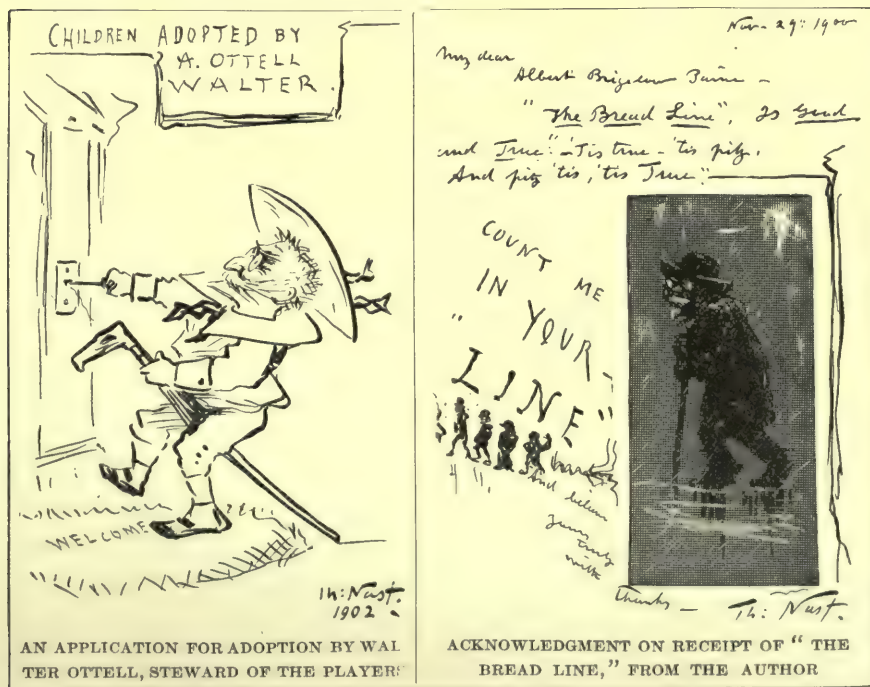 CHILDREN ADOPTED BY
A. OTTELL
WALTER.
WELCOME
Th: Nast.
1902
AN APPLICATION FOR ADOPTION BY WAL
TER OTTELL, STEWARD OF THE PLAYERS
Nov- 29: 1900
My dear
Albert Bigelow Paine -
"The Bread Line", Is Good
and True" - 'Tis true - 'tis pity.
And pity 'tis, 'tis True"
COUNT ME
IN YOUR
"LINE"
And believe
yours
truly
with
thanks -
Th: Nast.
ACKNOWLEDGMENT ON RECEIPT OF "THE
BREAD LINE," FROM THE AUTHOR